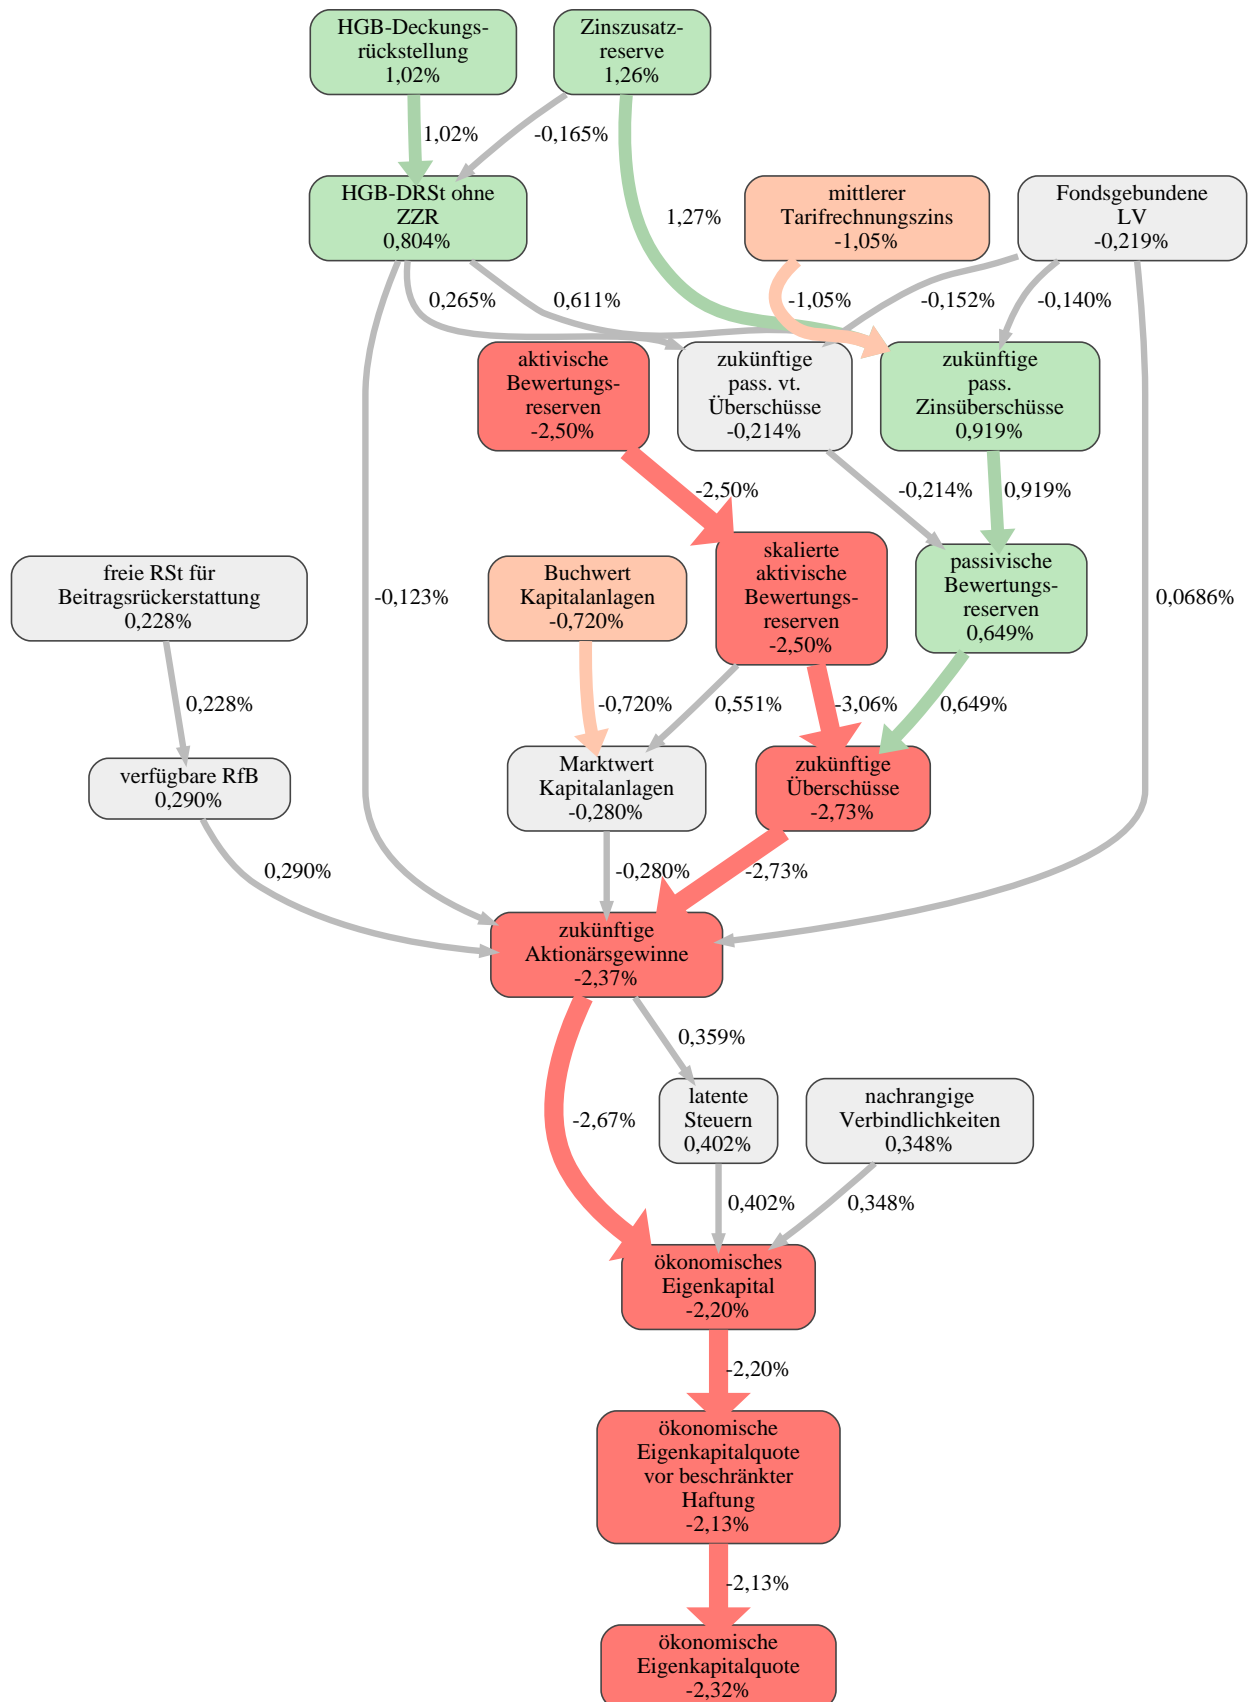 HGB-Deckungs-
rückstellung
1,02%
Zinszusatz-
reserve
1,26%
1,02%
-0,165%
HGB-DRSt ohne
ZZR
0,804%
1,27%
mittlerer
Tarifrechnungszins
-1,05%
Fondsgebundene
LV
-0,219%
0,265%
0,611%
-1,05%
-0,152%
-0,140%
aktivische
Bewertungs-
reserven
-2,50%
zukünftige
pass. vt.
Überschüsse
-0,214%
zukünftige
pass.
Zinsüberschüsse
0,919%
-2,50%
-0,214%
0,919%
freie RSt für
Beitragsrückerstattung
0,228%
-0,123%
Buchwert
Kapitalanlagen
-0,720%
skalierte
aktivische
Bewertungs-
reserven
-2,50%
passivische
Bewertungs-
reserven
0,649%
0,0686%
0,228%
-0,720%
0,551%
-3,06%
0,649%
verfügbare RfB
0,290%
Marktwert
Kapitalanlagen
-0,280%
zukünftige
Überschüsse
-2,73%
0,290%
-0,280%
-2,73%
zukünftige
Aktionärsgewinne
-2,37%
0,359%
-2,67%
latente
Steuern
0,402%
nachrangige
Verbindlichkeiten
0,348%
0,402%
0,348%
ökonomisches
Eigenkapital
-2,20%
-2,20%
ökonomische
Eigenkapitalquote
vor beschränkter
Haftung
-2,13%
-2,13%
ökonomische
Eigenkapitalquote
-2,32%